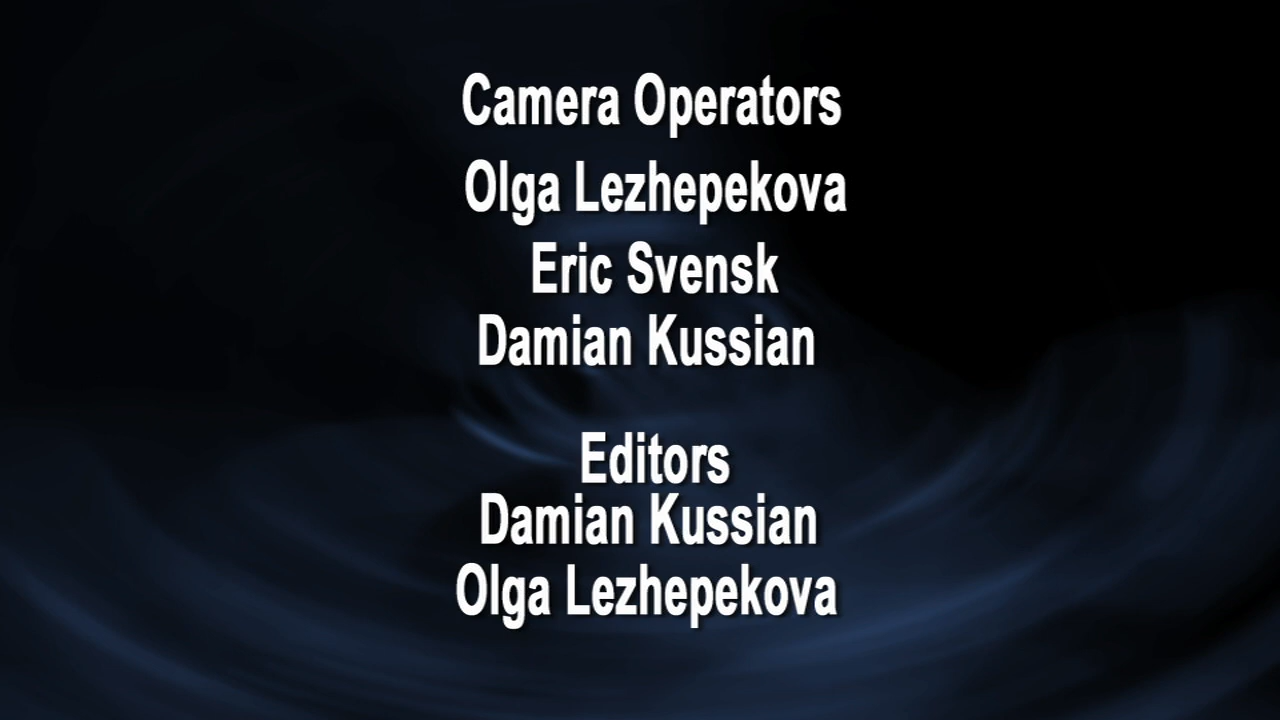 Camera Operators
Olga Lezhepekova
Eric Svensk
Damian Kussian
Editors
Damian Kussian
Olga Lezhepekova